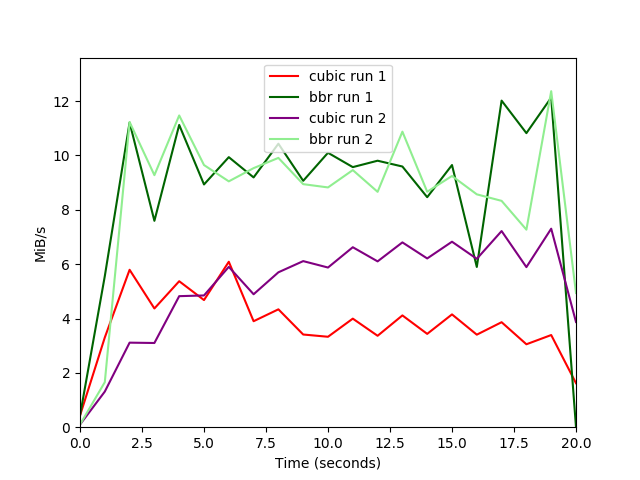 cubic run 1
bbr run 1
cubic run 2
bbr run 2
12
10
8
6
4
2
0
MiB/s
0.0 2.5 5.0 7.5 10.0 12.5 15.0 17.5 20.0
Time (seconds)